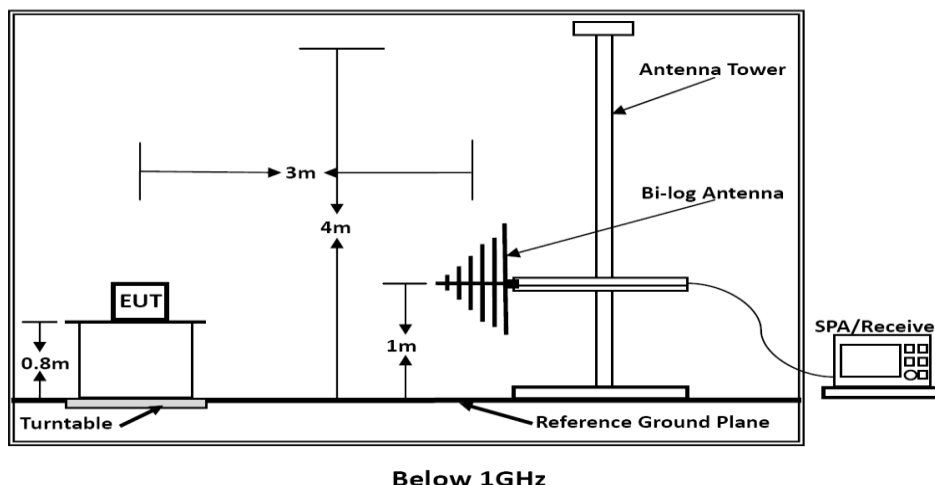 Antenna Tower
3m
Bi-log Antenna
4m
EUT
SPA/Receive
1m
0.8m
Turntable
Reference Ground Plane
Below 1GHz